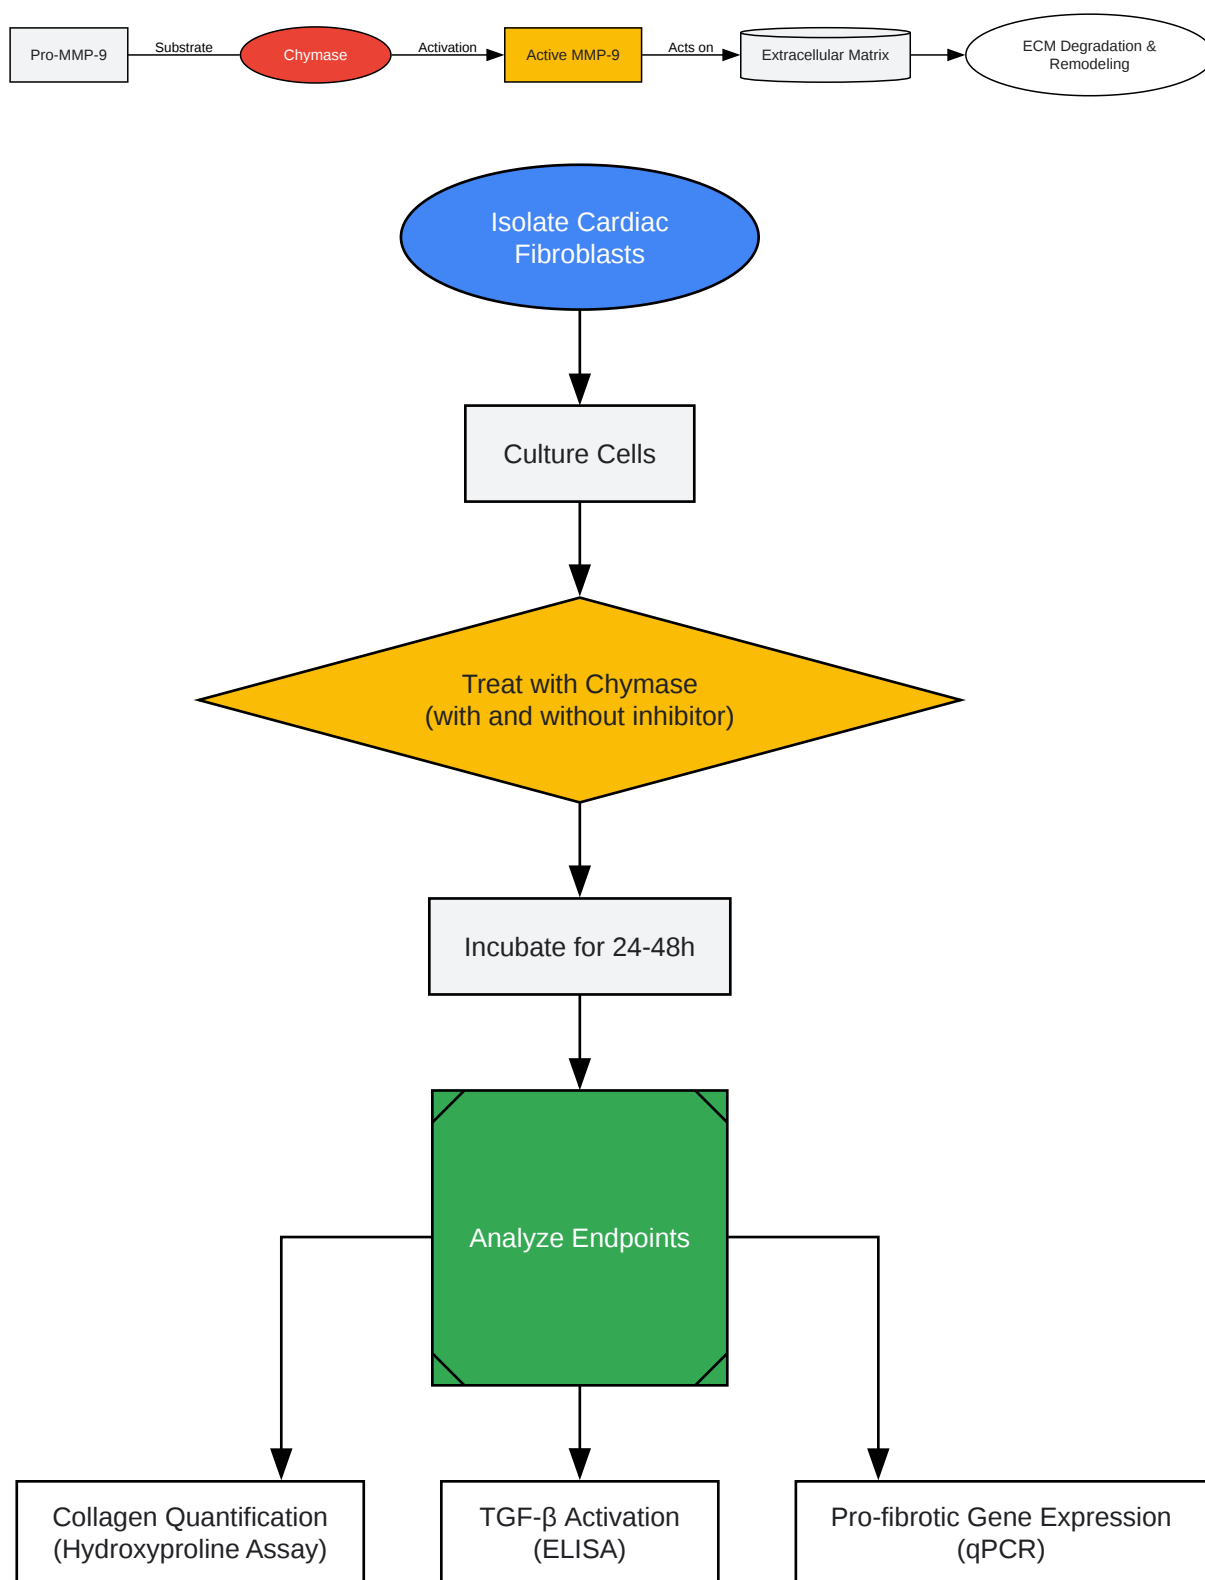 Pro-MMP-9
Substrate
Chymase
Activation
Active MMP-9
Acts on
Extracellular Matrix
ECM Degradation &
Remodeling
Isolate Cardiac
Fibroblasts
Culture Cells
Treat with Chymase
(with and without inhibitor)
Incubate for 24-48h
Analyze Endpoints
Collagen Quantification
(Hydroxyproline Assay)
TGF-β Activation
(ELISA)
Pro-fibrotic Gene Expression
(qPCR)